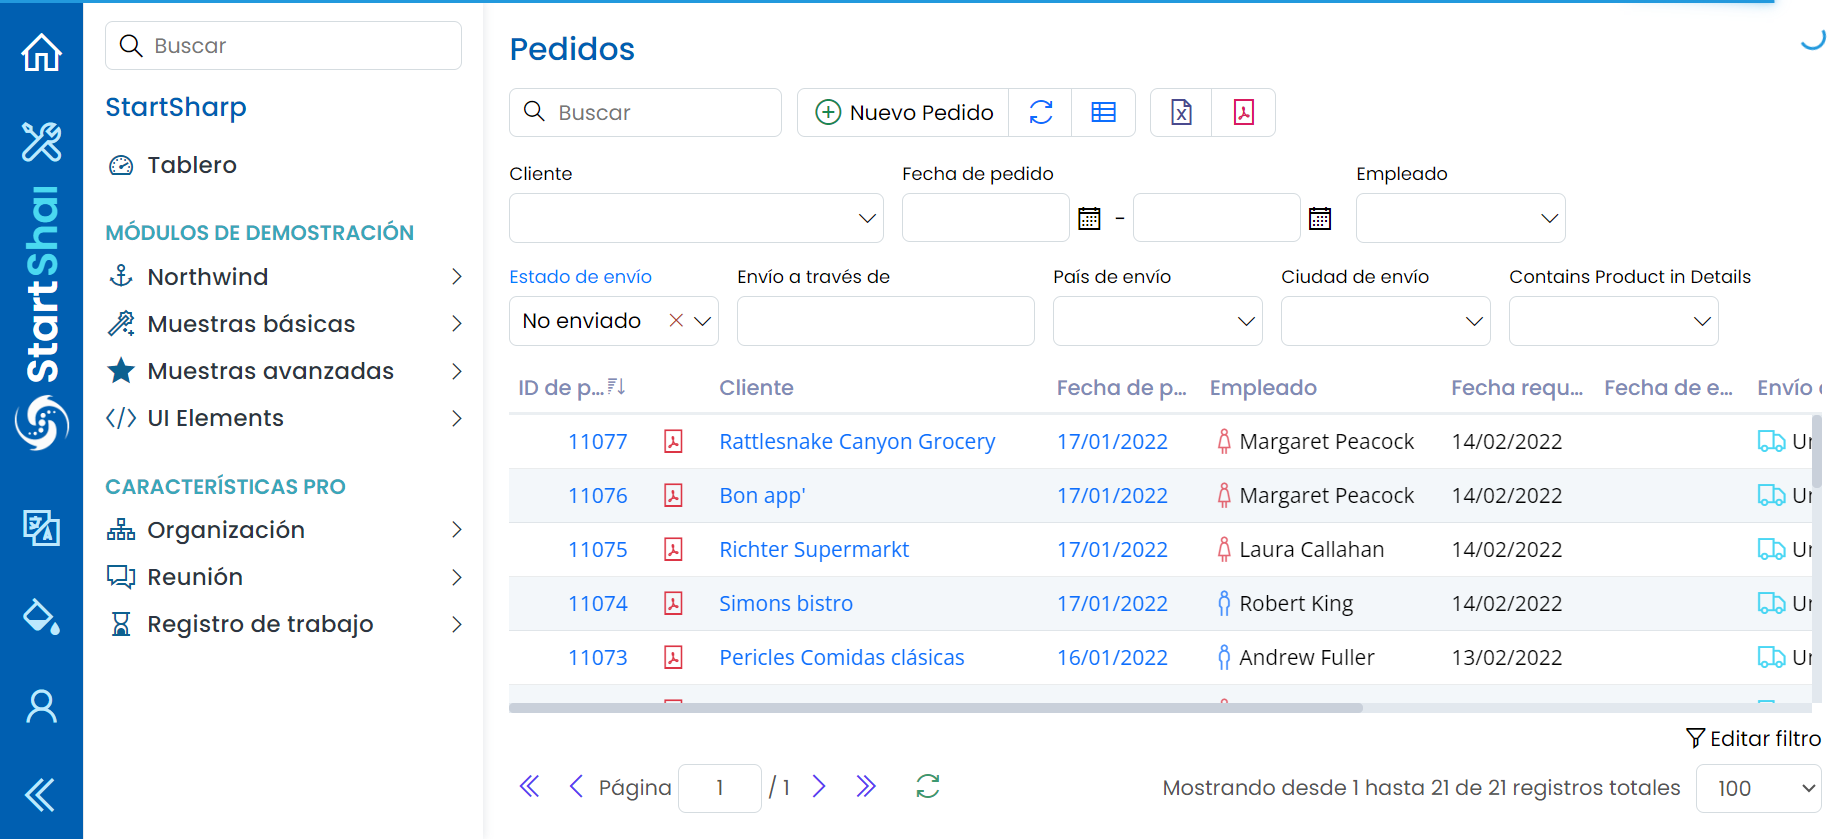 StartShar
Buscar
StartSharp
Tablero
MÓDULOS DE DEMOSTRACIÓN
Northwind
Muestras básicas
Muestras avanzadas
UI Elements
CARACTERÍSTICAS PRO
Organización
Reunión
Registro de trabajo
Pedidos
Buscar
Nuevo Pedido
Cliente
Fecha de pedido
Empleado
-
Estado de envío
Envío a través de
País de envío
Ciudad de envío
Contains Product in Details
No enviado
ID de p... Cliente Fecha de p... Empleado Fecha requ... Fecha de e... Envío
11077 Rattlesnake Canyon Grocery 17/01/2022 Margaret Peacock 14/02/2022 Un
11076 Bon app' 17/01/2022 Margaret Peacock 14/02/2022 Un
11075 Richter Supermarkt 17/01/2022 Laura Callahan 14/02/2022 Un
11074 Simons bistro 17/01/2022 Robert King 14/02/2022 Un
11073 Pericles Comidas clásicas 16/01/2022 Andrew Fuller 13/02/2022 Un
Editar filtro
Página 1 / 1
Mostrando desde 1 hasta 21 de 21 registros totales 100